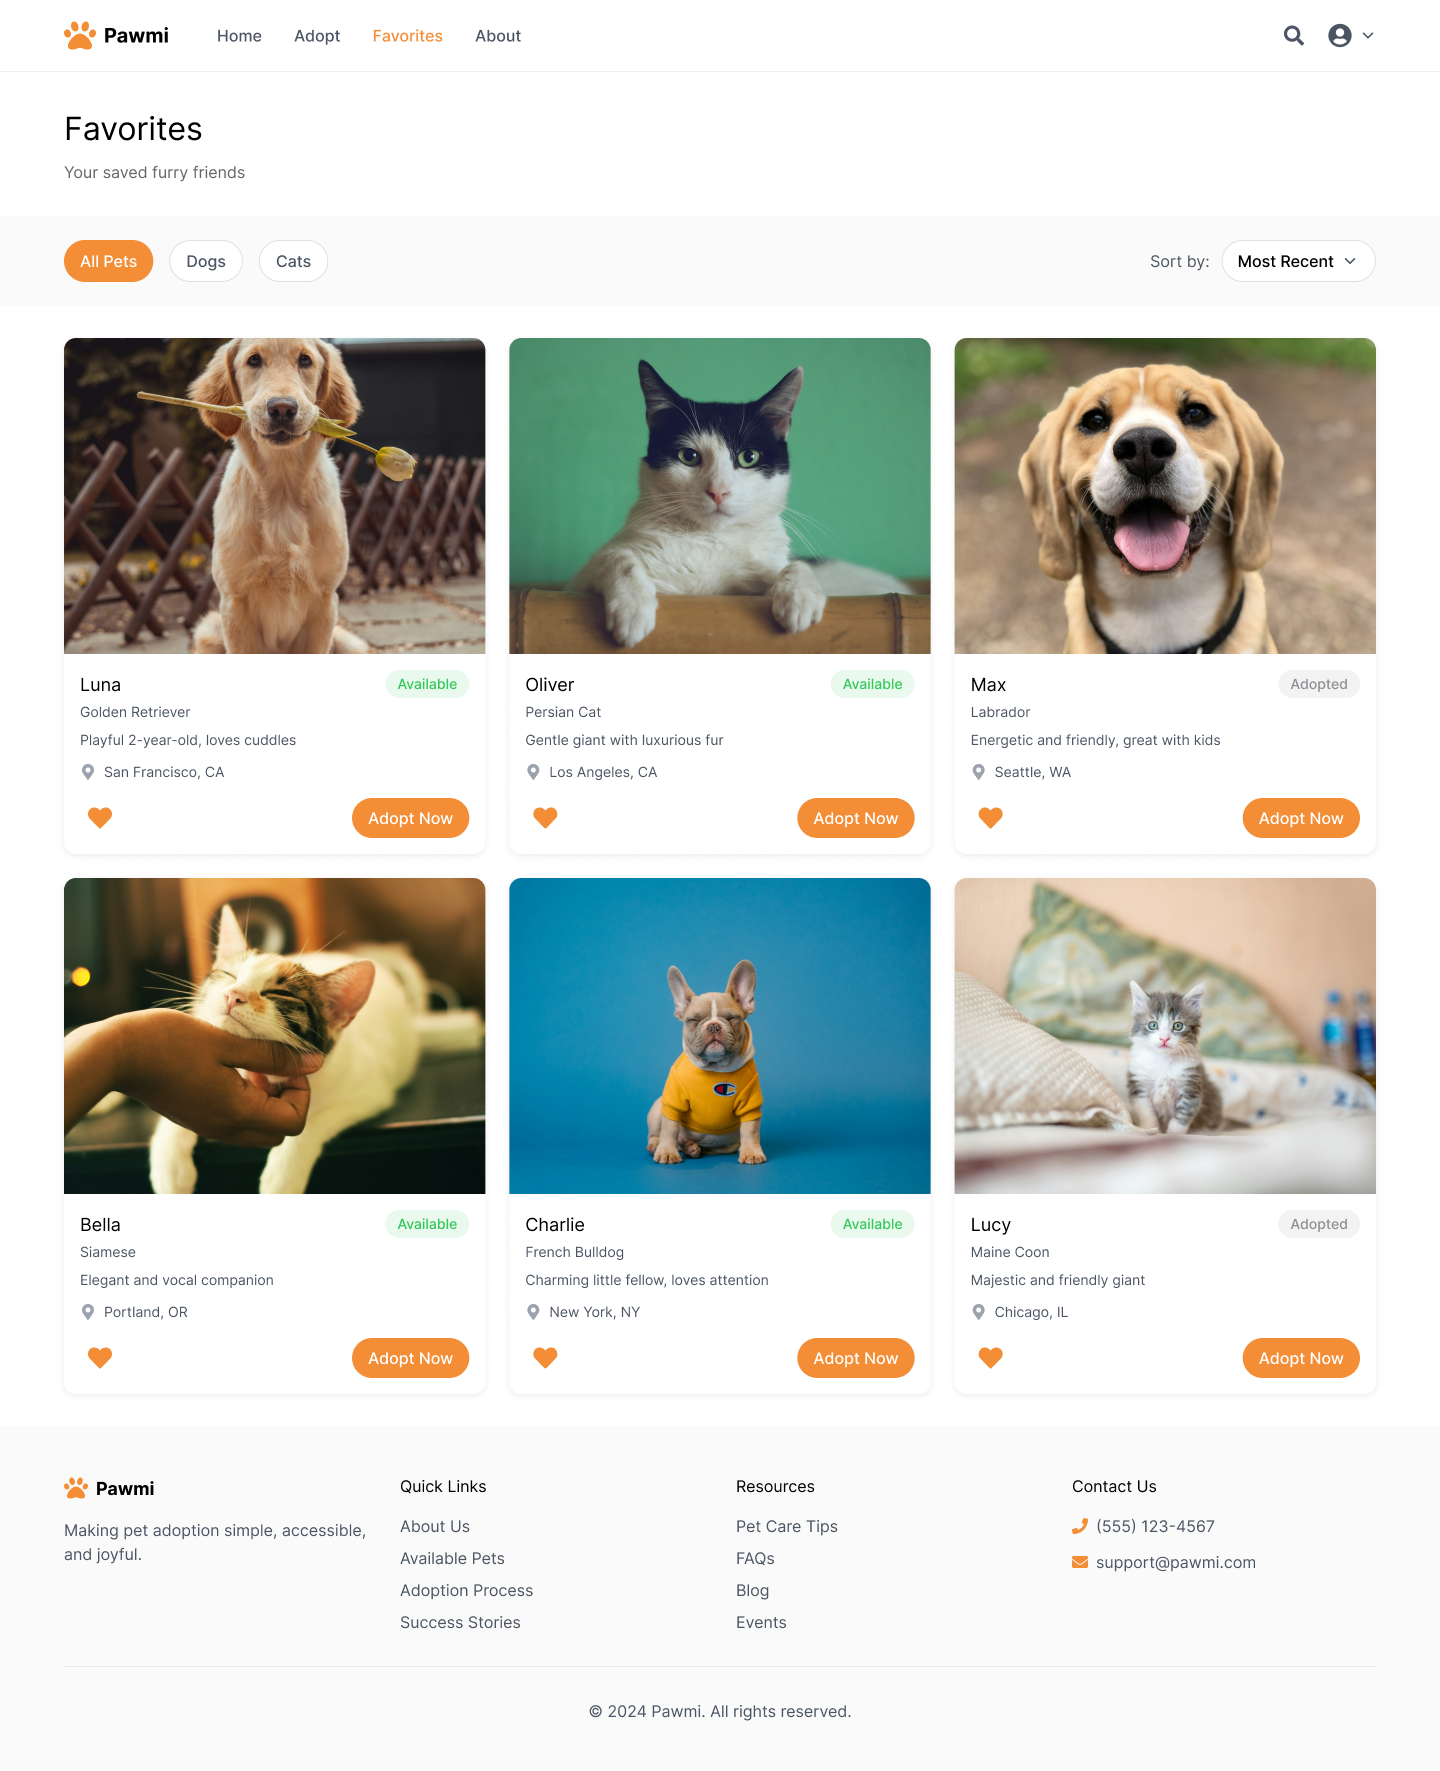 Pawmi
Home Adopt Favorites About
Favorites
Your saved furry friends
All Pets Dogs Cats Sort by: Most Recent
Luna Available
Golden Retriever
Playful 2-year-old, loves cuddles
San Francisco, CA
Adopt Now
Oliver Available
Persian Cat
Gentle giant with luxurious fur
Los Angeles, CA
Adopt Now
Max Adopted
Labrador
Energetic and friendly, great with kids
Seattle, WA
Adopt Now
Bella Available
Siamese
Elegant and vocal companion
Portland, OR
Adopt Now
Charlie Available
French Bulldog
Charming little fellow, loves attention
New York, NY
Adopt Now
Lucy Adopted
Maine Coon
Majestic and friendly giant
Chicago, IL
Adopt Now
Pawmi
Making pet adoption simple, accessible,
and joyful.
Quick Links
About Us
Available Pets
Adoption Process
Success Stories
Resources
Pet Care Tips
FAQs
Blog
Events
Contact Us
(555) 123-4567
support@pawmi.com
© 2024 Pawmi. All rights reserved.